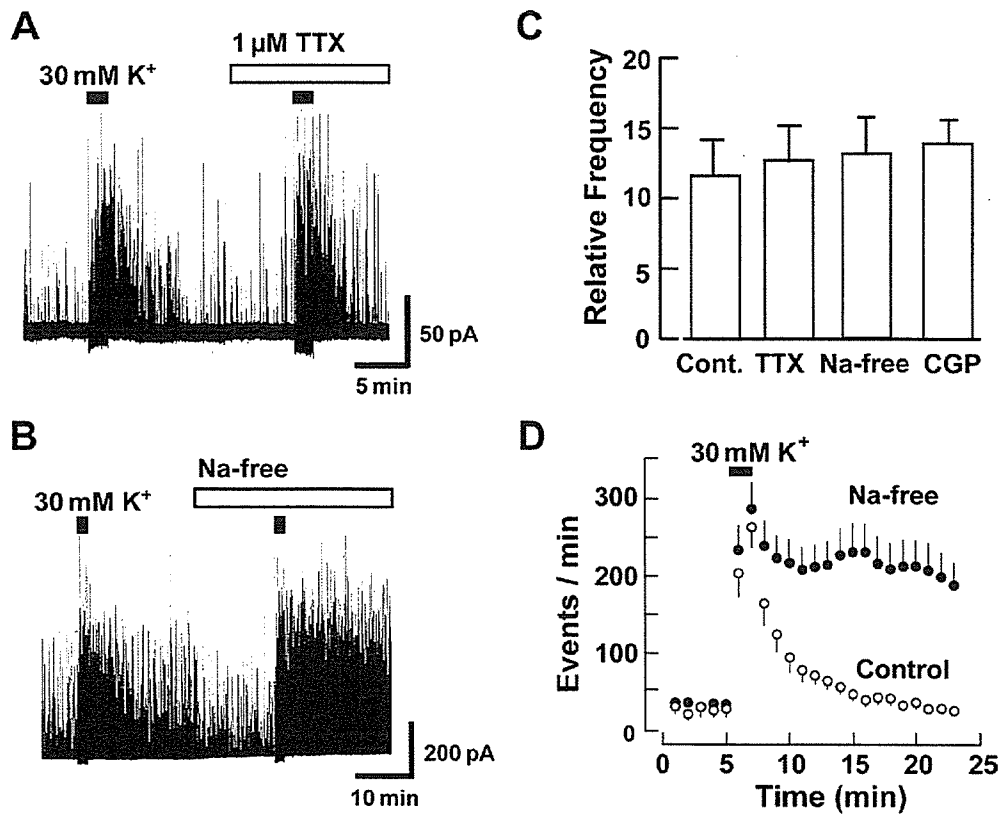 A
1 µM TTX
30 mM K+
50 pA
5 min
B
Na-free
30 mM K+
200 pA
10 min
C
Relative Frequency
20
15
10
5
0
Cont. TTX Na-free CGP
D
30 mM K+
Na-free
Control
Events / min
300
200
100
0
0 5 10 15 20 25
Time (min)